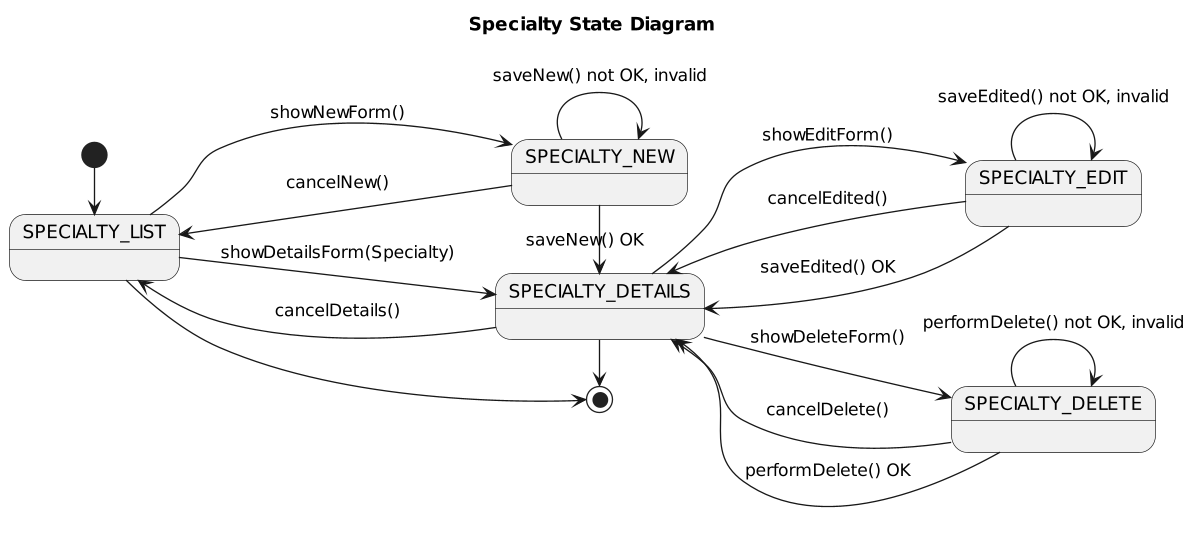 Specialty State Diagram
saveNew() not OK, invalid
saveEdited() not OK, invalid
showNewForm()
showEditForm()
SPECIALTY_NEW
SPECIALTY_EDIT
cancelNew()
cancelEdited()
SPECIALTY_LIST
saveNew() OK
showDetailsForm(Specialty)
saveEdited() OK
SPECIALTY_DETAILS
cancelDetails()
performDelete() not OK, invalid
showDeleteForm()
SPECIALTY_DELETE
cancelDelete()
performDelete() OK